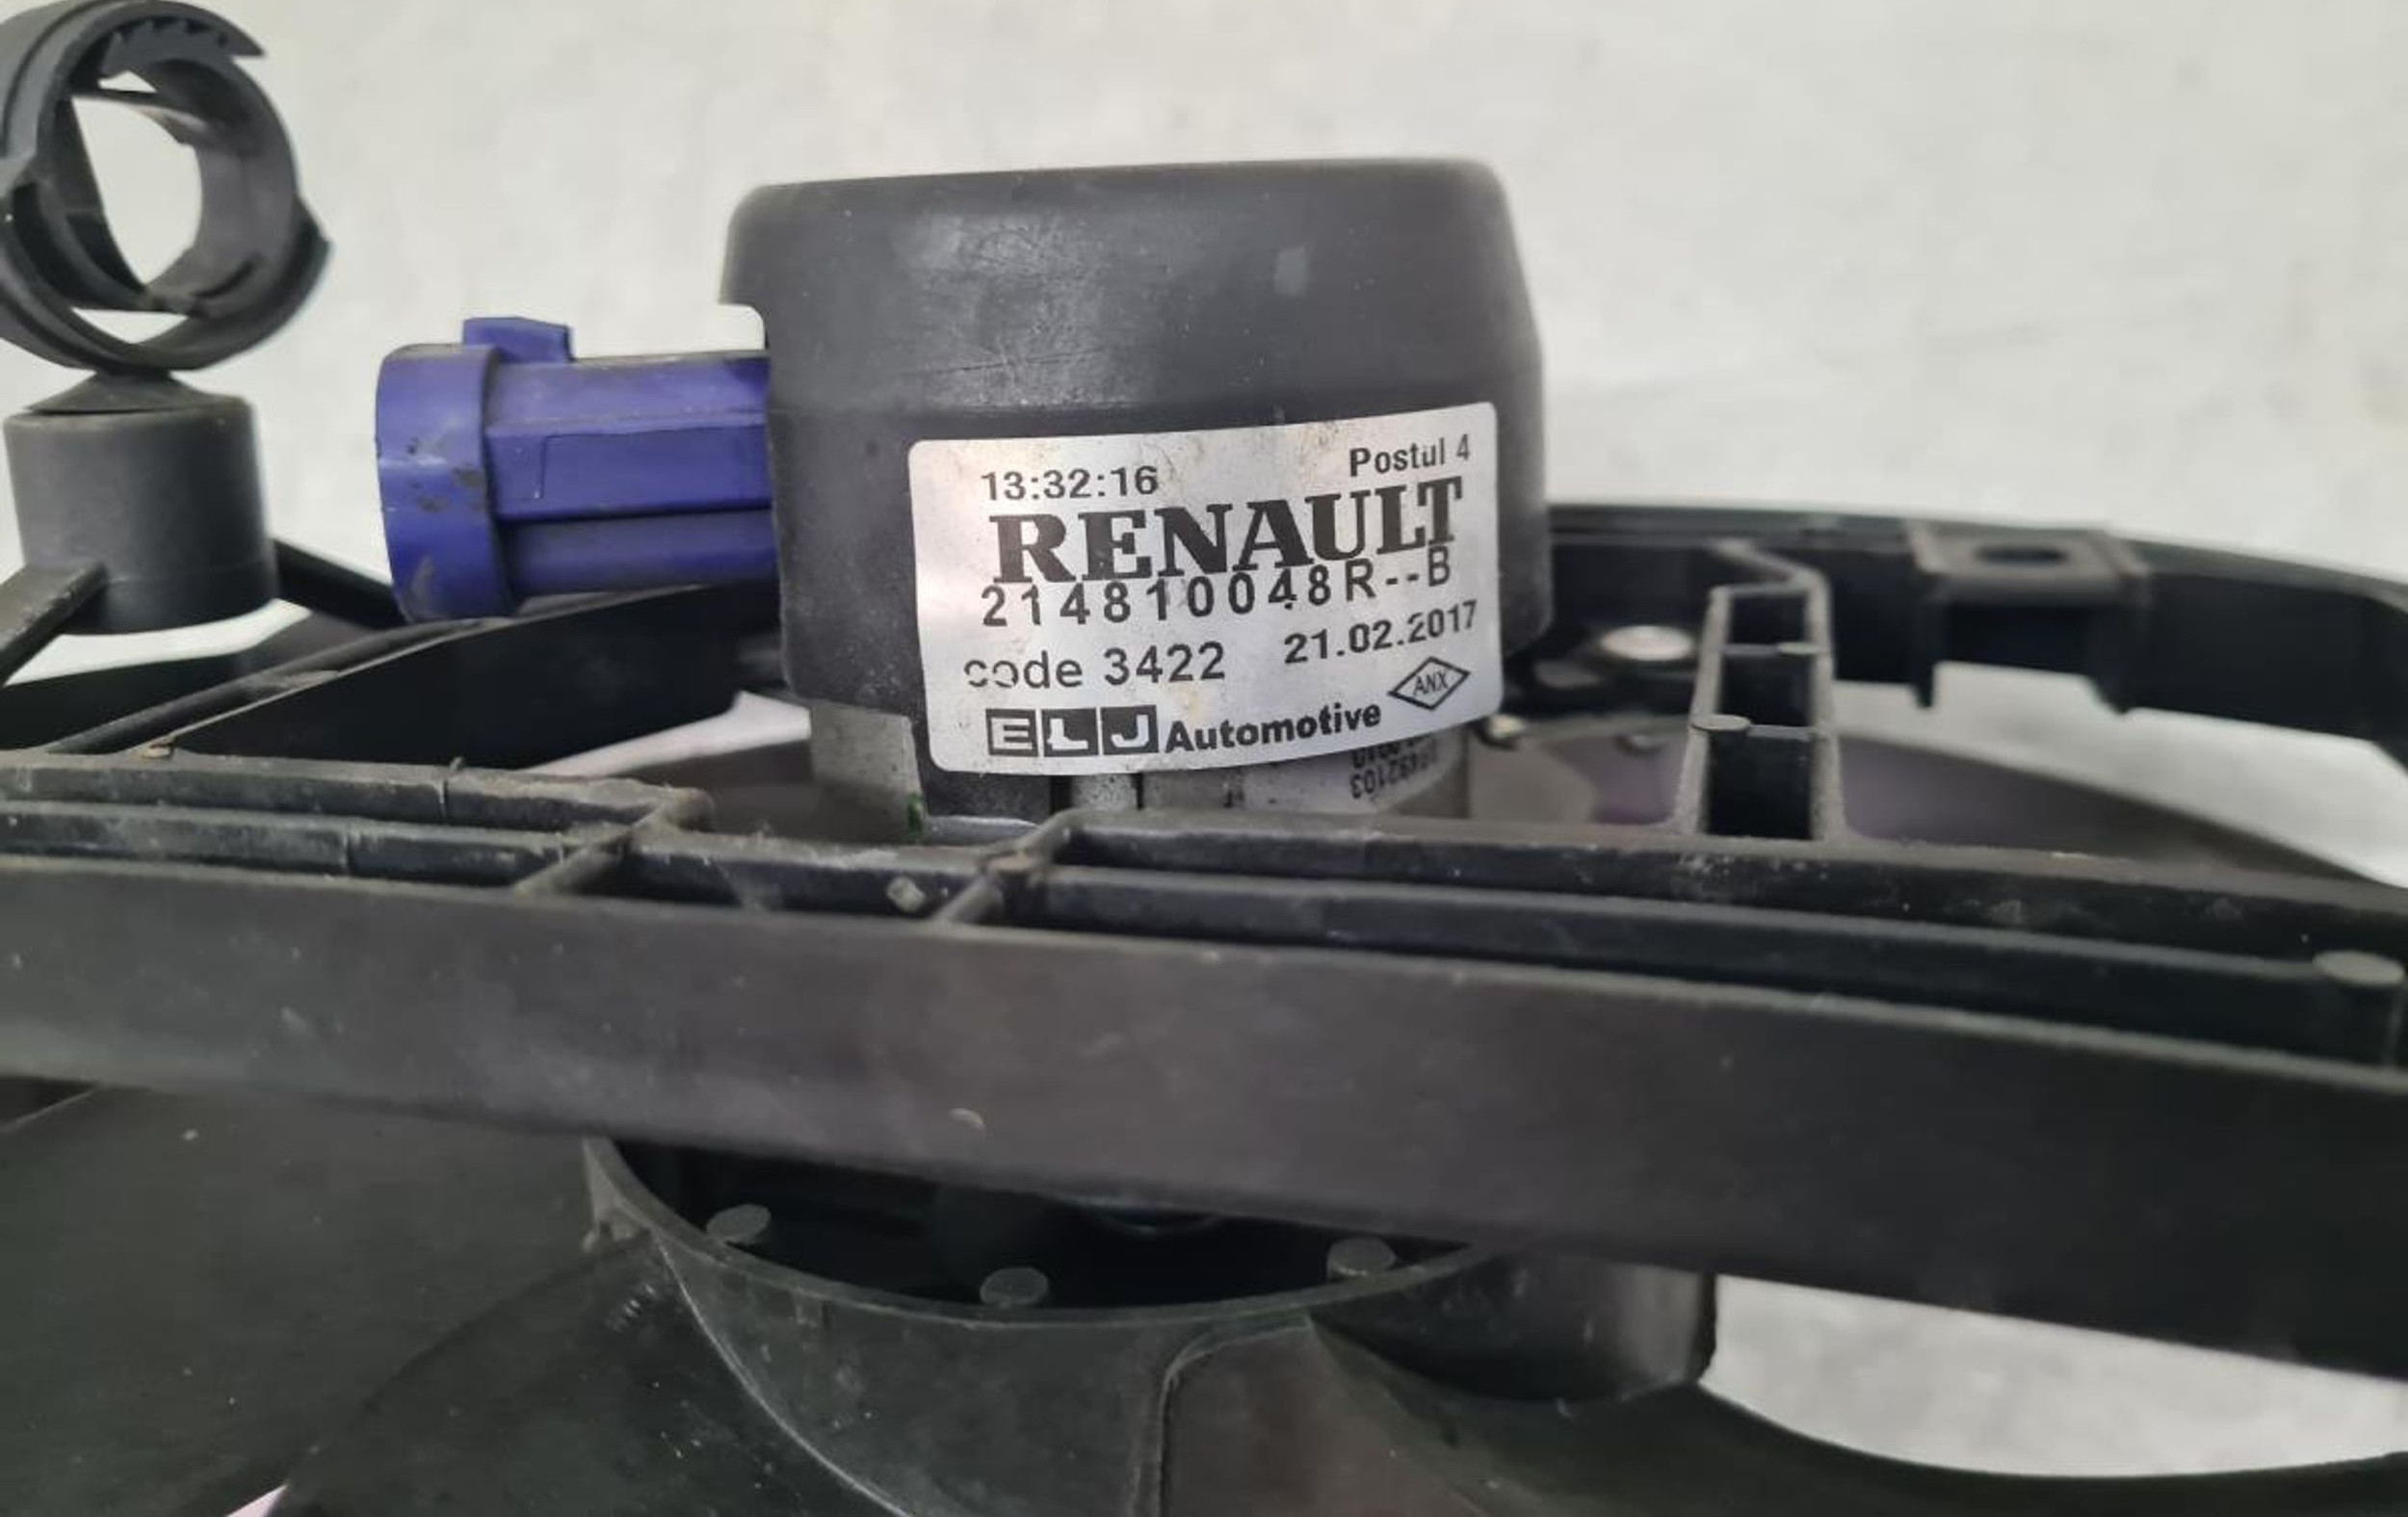 13:32:16 Postul 4
RENAULT
214810048R--B
code 3422 21.02.2017
ELJ Automotive ANX